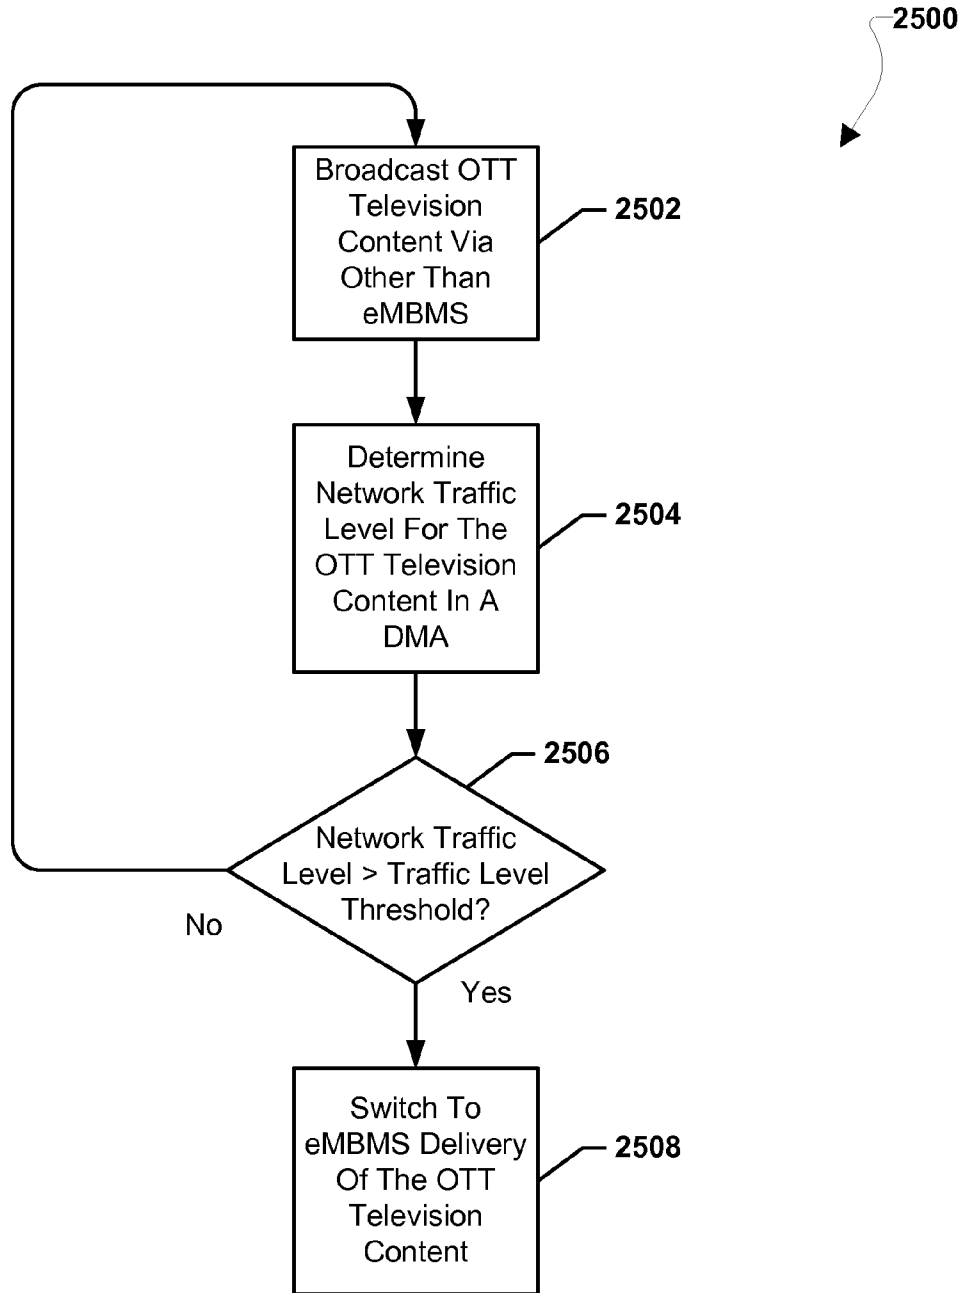 2500
Broadcast OTT
Television
Content Via
Other Than
eMBMS
2502
Determine
Network Traffic
Level For The
OTT Television
Content In A
DMA
2504
2506
Network Traffic
Level > Traffic Level
Threshold?
No
Yes
Switch To
eMBMS Delivery
Of The OTT
Television
Content
2508